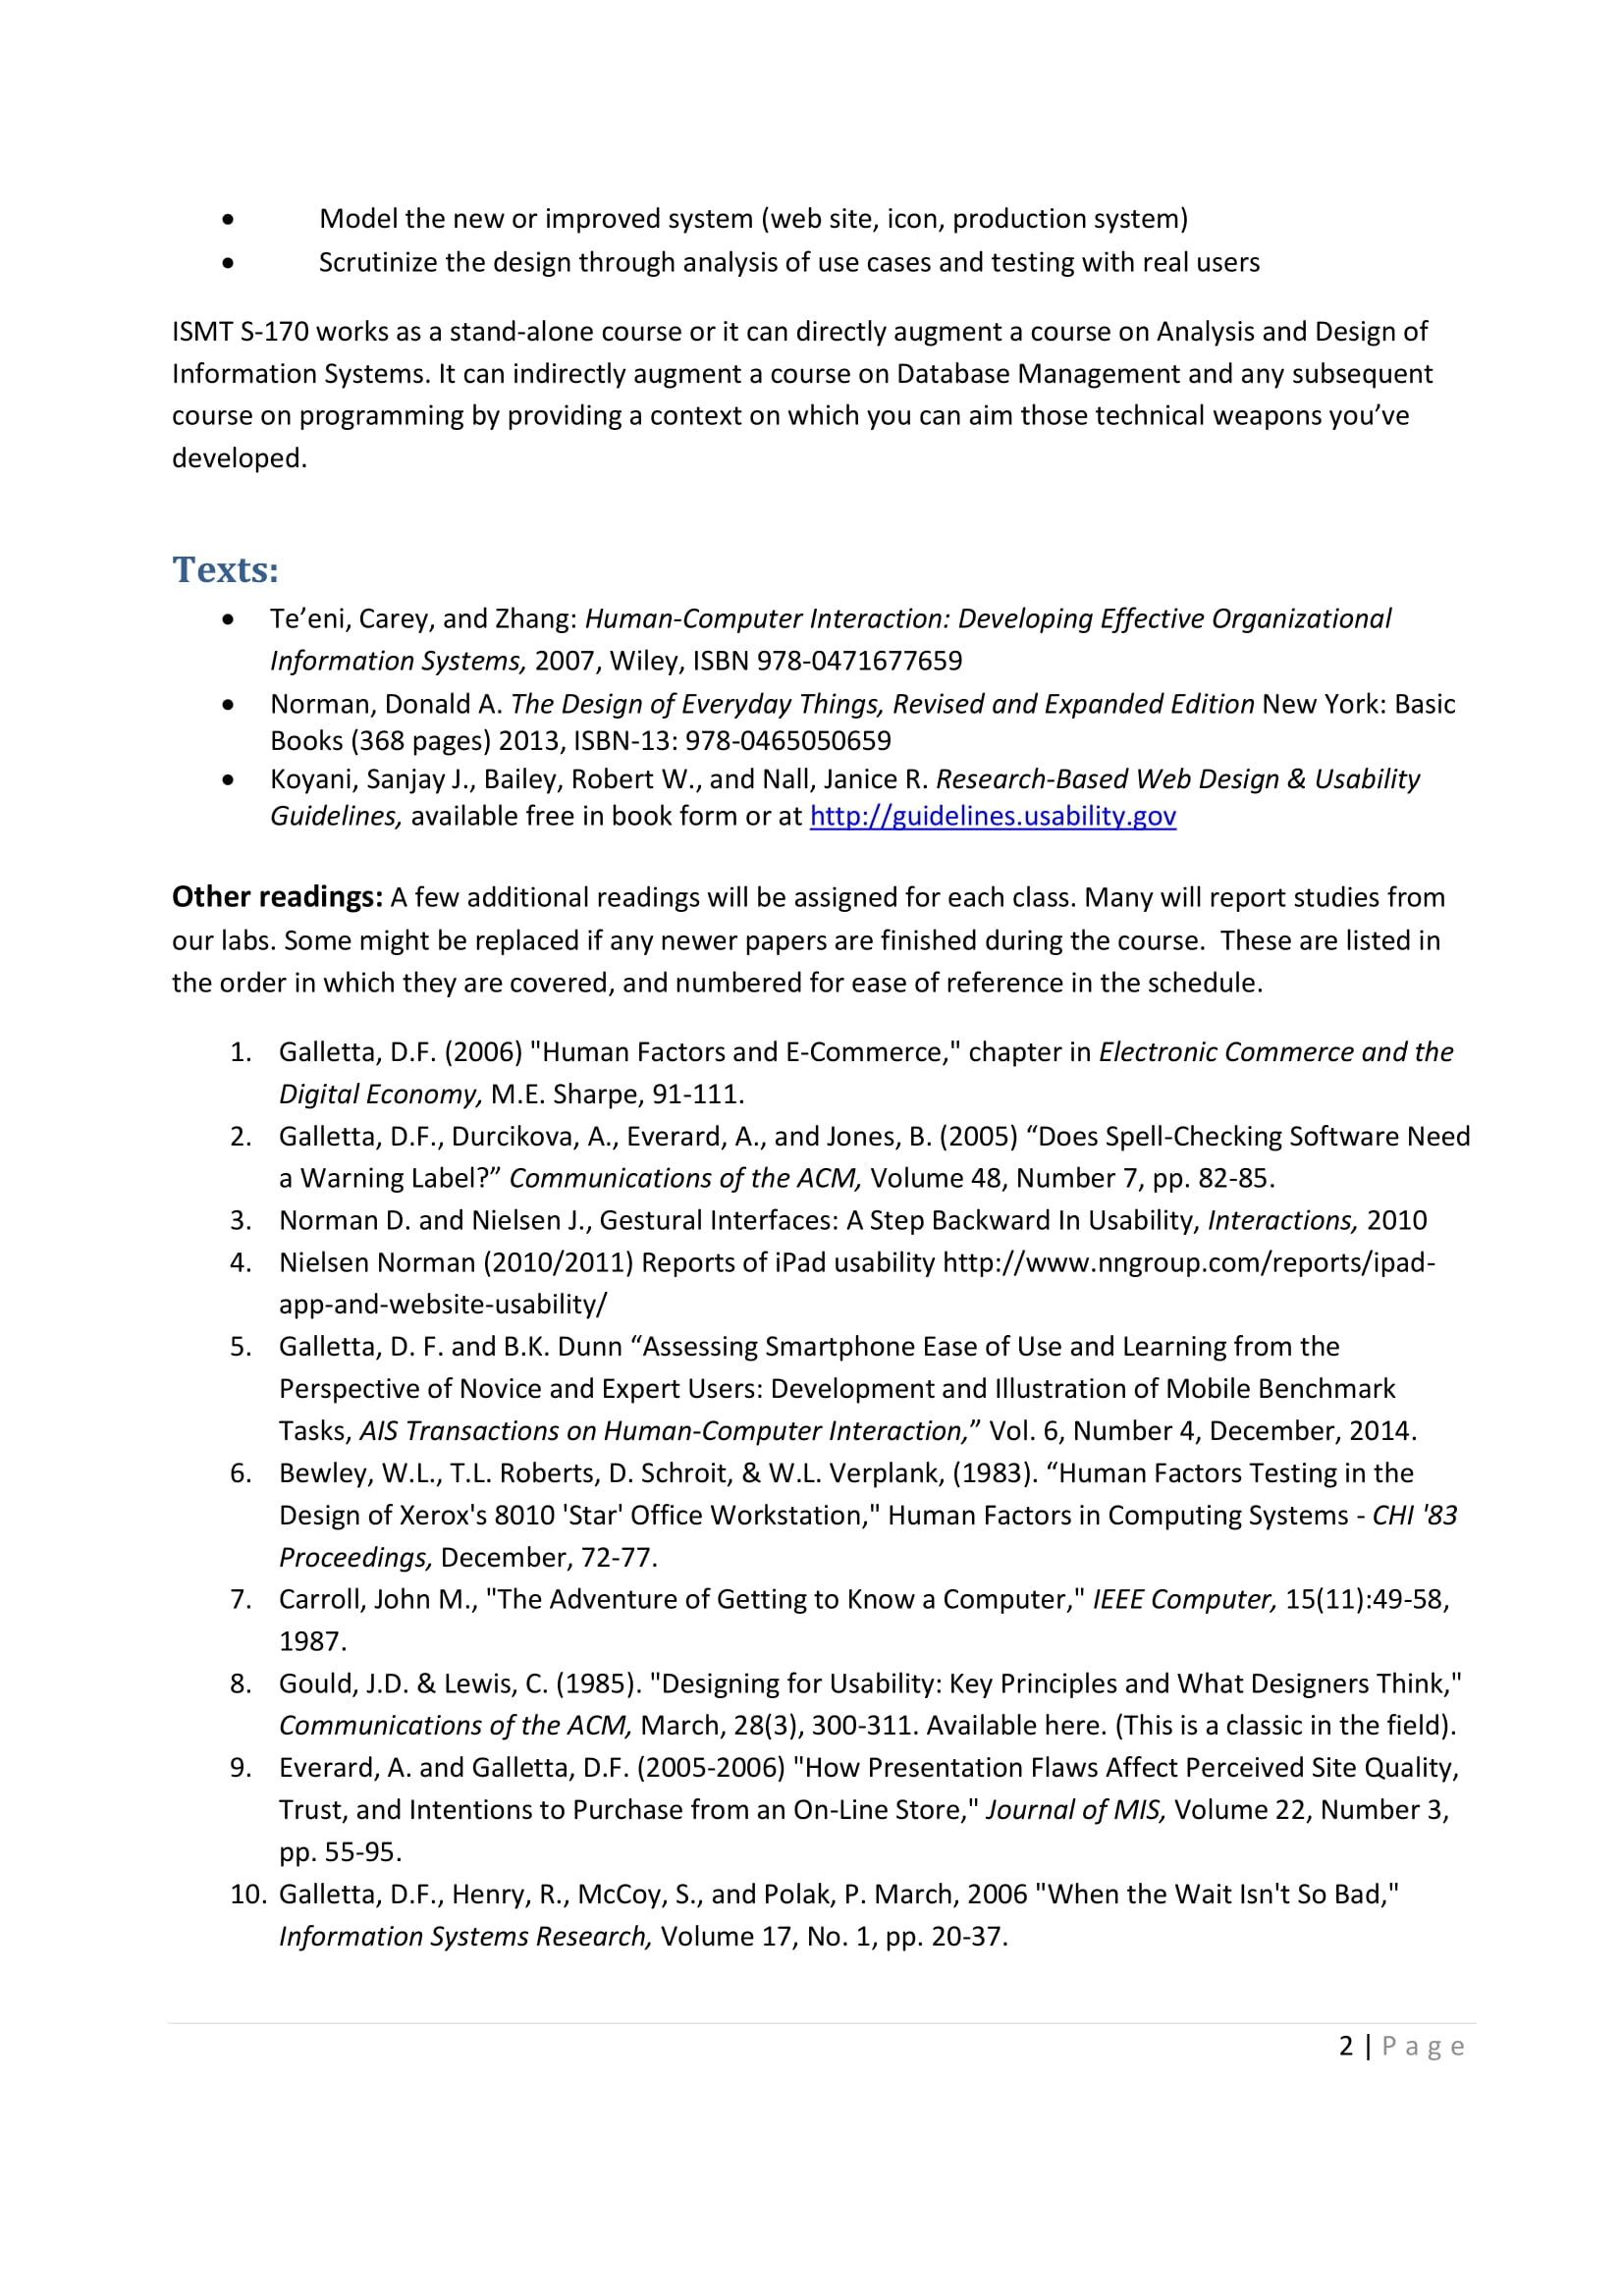 • Model the new or improved system (web site, icon, production system)
• Scrutinize the design through analysis of use cases and testing with real users
ISMT S-170 works as a stand-alone course or it can directly augment a course on Analysis and Design of
Information Systems. It can indirectly augment a course on Database Management and any subsequent
course on programming by providing a context on which you can aim those technical weapons you’ve
developed.
Texts:
• Te’eni, Carey, and Zhang: Human-Computer Interaction: Developing Effective Organizational
Information Systems, 2007, Wiley, ISBN 978-0471677659
• Norman, Donald A. The Design of Everyday Things, Revised and Expanded Edition New York: Basic
Books (368 pages) 2013, ISBN-13: 978-0465050659
• Koyani, Sanjay J., Bailey, Robert W., and Nall, Janice R. Research-Based Web Design & Usability
Guidelines, available free in book form or at http://guidelines.usability.gov
Other readings: A few additional readings will be assigned for each class. Many will report studies from
our labs. Some might be replaced if any newer papers are finished during the course.  These are listed in
the order in which they are covered, and numbered for ease of reference in the schedule.
1. Galletta, D.F. (2006) "Human Factors and E-Commerce," chapter in Electronic Commerce and the
Digital Economy, M.E. Sharpe, 91-111.
2. Galletta, D.F., Durcikova, A., Everard, A., and Jones, B. (2005) “Does Spell-Checking Software Need
a Warning Label?” Communications of the ACM, Volume 48, Number 7, pp. 82-85.
3. Norman D. and Nielsen J., Gestural Interfaces: A Step Backward In Usability, Interactions, 2010
4. Nielsen Norman (2010/2011) Reports of iPad usability http://www.nngroup.com/reports/ipad-
app-and-website-usability/
5. Galletta, D. F. and B.K. Dunn “Assessing Smartphone Ease of Use and Learning from the
Perspective of Novice and Expert Users: Development and Illustration of Mobile Benchmark
Tasks, AIS Transactions on Human-Computer Interaction,” Vol. 6, Number 4, December, 2014.
6. Bewley, W.L., T.L. Roberts, D. Schroit, & W.L. Verplank, (1983). “Human Factors Testing in the
Design of Xerox's 8010 'Star' Office Workstation," Human Factors in Computing Systems - CHI '83
Proceedings, December, 72-77.
7. Carroll, John M., "The Adventure of Getting to Know a Computer," IEEE Computer, 15(11):49-58,
1987.
8. Gould, J.D. & Lewis, C. (1985). "Designing for Usability: Key Principles and What Designers Think,"
Communications of the ACM, March, 28(3), 300-311. Available here. (This is a classic in the field).
9. Everard, A. and Galletta, D.F. (2005-2006) "How Presentation Flaws Affect Perceived Site Quality,
Trust, and Intentions to Purchase from an On-Line Store," Journal of MIS, Volume 22, Number 3,
pp. 55-95.
10. Galletta, D.F., Henry, R., McCoy, S., and Polak, P. March, 2006 "When the Wait Isn't So Bad,"
Information Systems Research, Volume 17, No. 1, pp. 20-37.
2 | Page